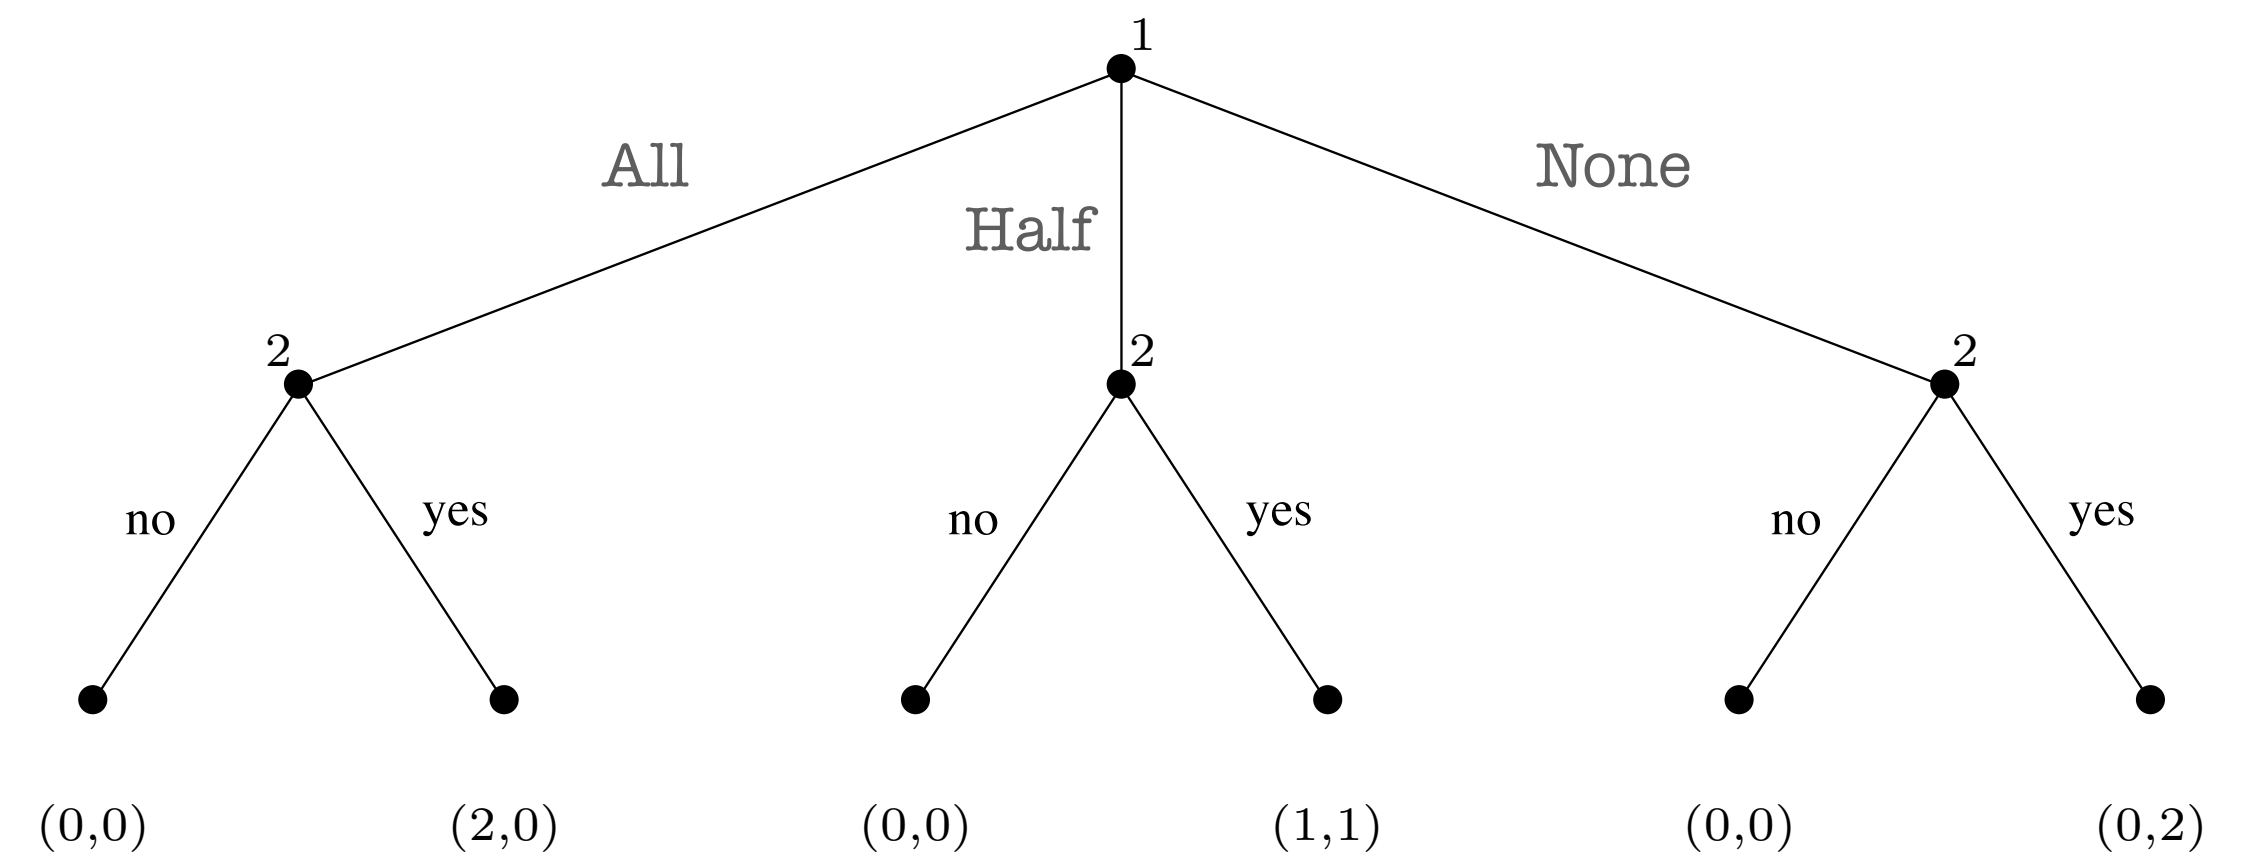 1
All
None
Half
2 2 2
no yes no yes no yes
(0,0) (2,0) (0,0) (1,1) (0,0) (0,2)